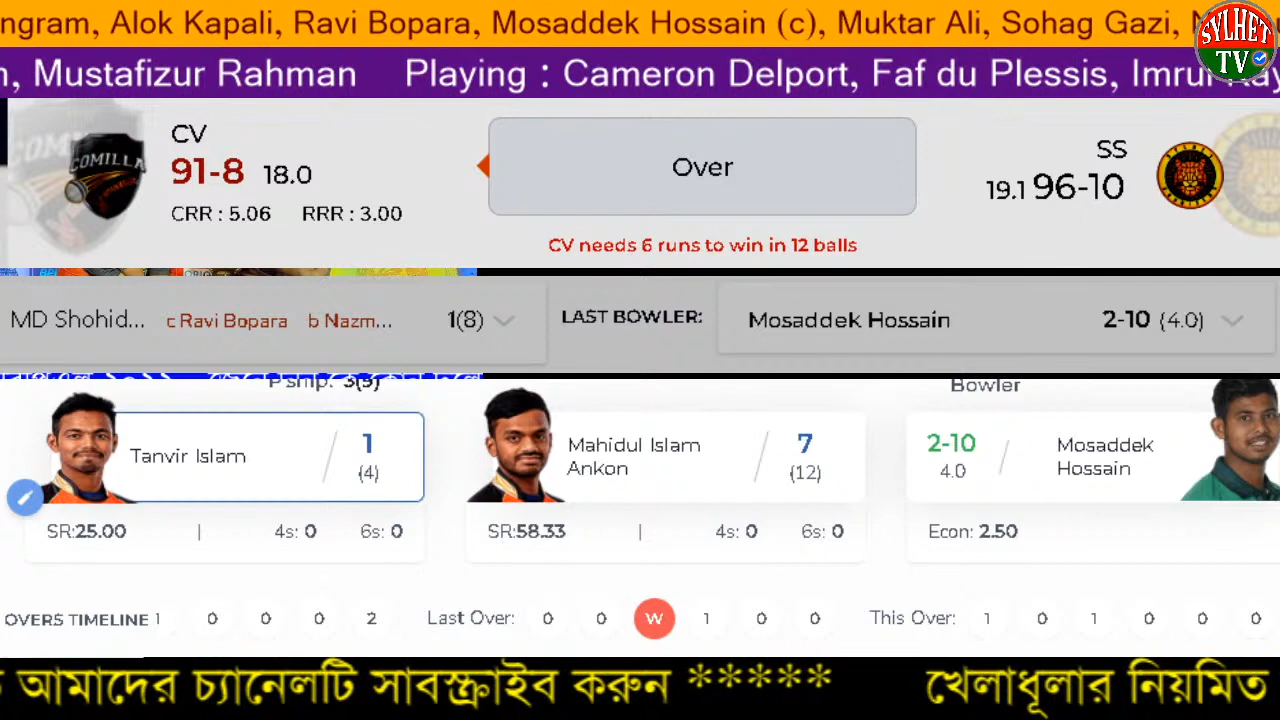 ngram, Alok Kapali, Ravi Bopara, Mosaddek Hossain (c), Muktar Ali, Sohag Gazi,
SYLHET
TV
Mustafizur Rahman Playing : Cameron Delport, Faf du Plessis,
COMILLA
CV
91-8 18.0
CRR : 5.06 RRR : 3.00
Over
CV needs 6 runs to win in 12 balls
SS
19.1 96-10
MD Shohid... c Ravi Bopara b Nazm... 1(8)
LAST BOWLER: Mosaddek Hossain 2-10 (4.0)
P'ship: 3(9)
Bowler
Tanvir Islam 1 (4)
SR:25.00 | 4s: 0 6s: 0
Mahidul Islam Ankon 7 (12)
SR:58.33 | 4s: 0 6s: 0
2-10 4.0 Mosaddek Hossain
Econ: 2.50
OVERS TIMELINE 1 0 0 0 2 Last Over: 0 0 W 1 0 0 This Over: 1 0 1 0 0 0
আমাদের চ্যানেলটি সাবস্ক্রাইব করুন ***** খেলাধূলার নিয়মিত